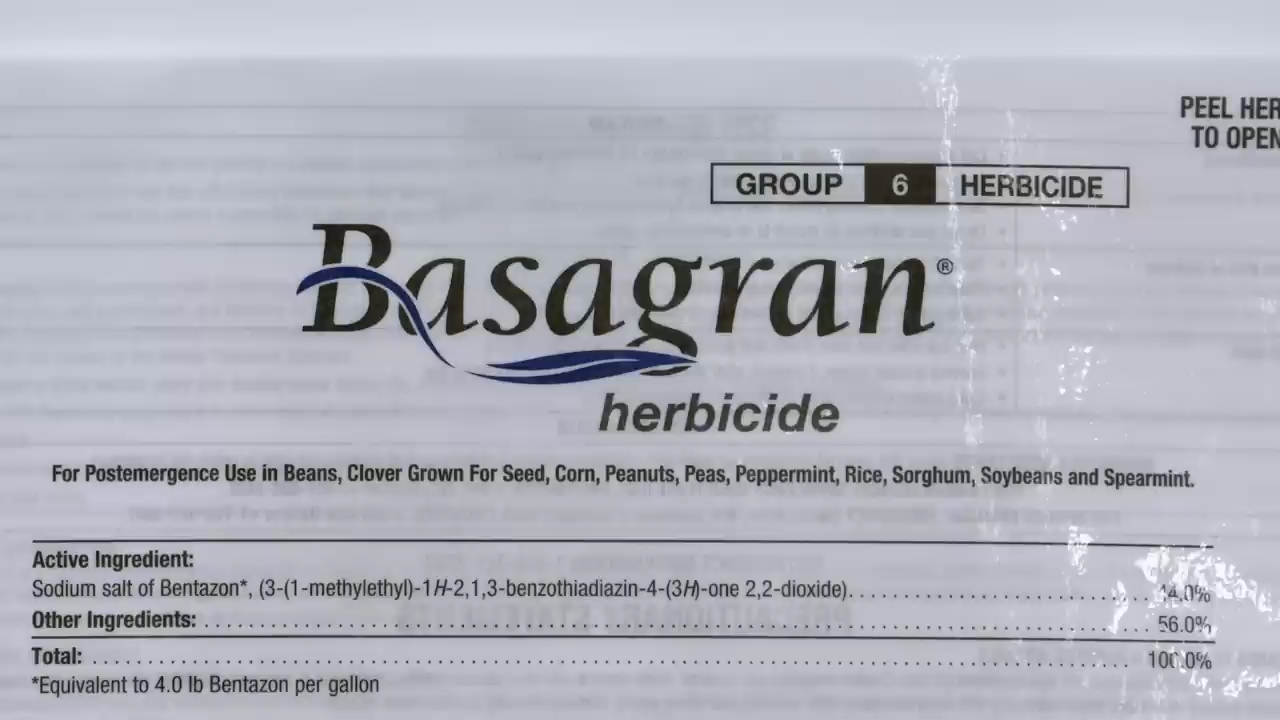 PEEL HER
TO OPEN
GROUP 6 HERBICIDE
Basagran®
herbicide
For Postemergence Use in Beans, Clover Grown For Seed, Corn, Peanuts, Peas, Peppermint, Rice, Sorghum, Soybeans and Spearmint.
Active Ingredient:
Sodium salt of Bentazon*, (3-(1-methylethyl)-1H-2,1,3-benzothiadiazin-4-(3H)-one 2,2-dioxide). . . . . . . . . . . . . . . . . . . . . . . . . . . . 44.0%
Other Ingredients: . . . . . . . . . . . . . . . . . . . . . . . . . . . . . . . . . . . . . . . . . . . . . . . . . . . . . . . . . . . . . . . . . . . . . . . . 56.0%
Total: . . . . . . . . . . . . . . . . . . . . . . . . . . . . . . . . . . . . . . . . . . . . . . . . . . . . . . . . . . . . . . . . . . . . . . . . . . . . . . 100.0%
*Equivalent to 4.0 lb Bentazon per gallon